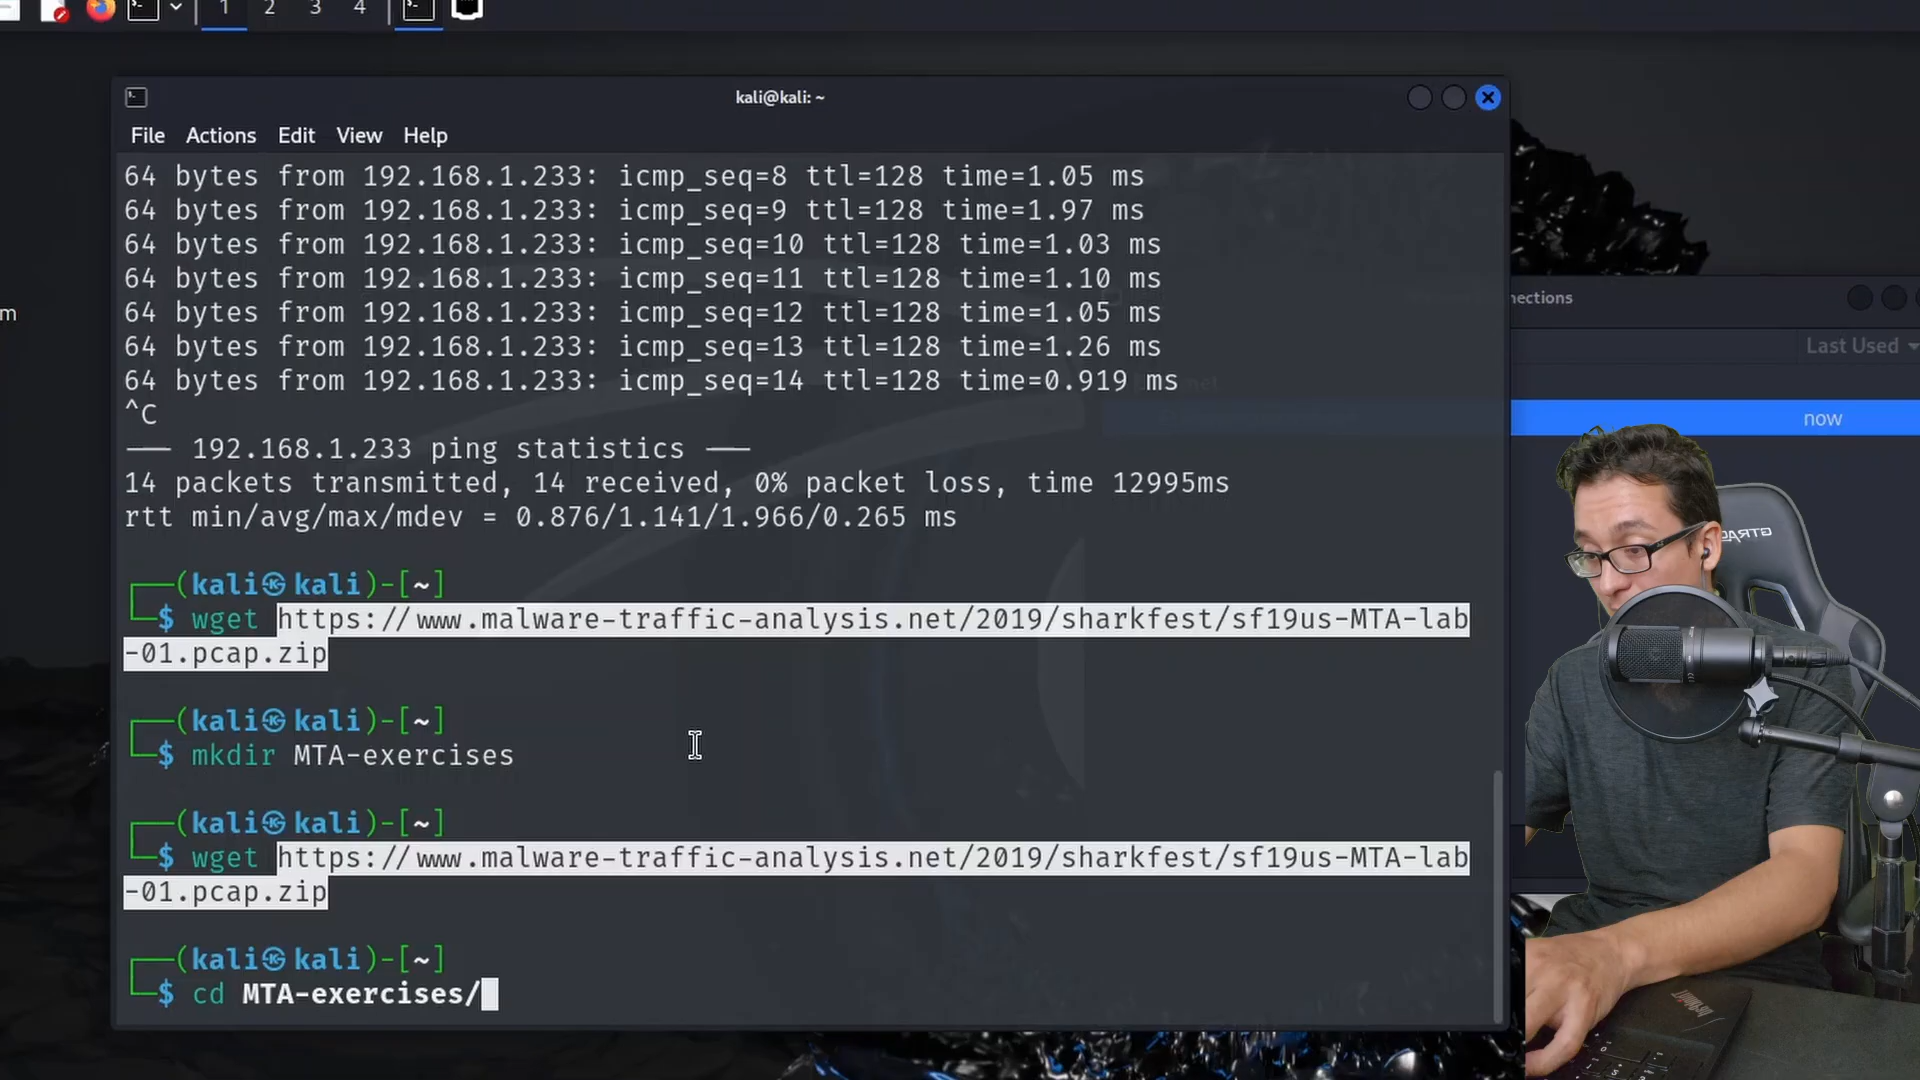 1 2 3 4
kali@kali: ~
File Actions Edit View Help
64 bytes from 192.168.1.233: icmp_seq=8 ttl=128 time=1.05 ms
64 bytes from 192.168.1.233: icmp_seq=9 ttl=128 time=1.97 ms
64 bytes from 192.168.1.233: icmp_seq=10 ttl=128 time=1.03 ms
64 bytes from 192.168.1.233: icmp_seq=11 ttl=128 time=1.10 ms
64 bytes from 192.168.1.233: icmp_seq=12 ttl=128 time=1.05 ms
64 bytes from 192.168.1.233: icmp_seq=13 ttl=128 time=1.26 ms
64 bytes from 192.168.1.233: icmp_seq=14 ttl=128 time=0.919 ms
^C
--- 192.168.1.233 ping statistics ---
14 packets transmitted, 14 received, 0% packet loss, time 12995ms
rtt min/avg/max/mdev = 0.876/1.141/1.966/0.265 ms
┌──(kali㉿kali)-[~]
└─$ wget https://www.malware-traffic-analysis.net/2019/sharkfest/sf19us-MTA-lab
-01.pcap.zip
┌──(kali㉿kali)-[~]
└─$ mkdir MTA-exercises
┌──(kali㉿kali)-[~]
└─$ wget https://www.malware-traffic-analysis.net/2019/sharkfest/sf19us-MTA-lab
-01.pcap.zip
┌──(kali㉿kali)-[~]
└─$ cd MTA-exercises/
m
nections
Last Used
now
GTRAC